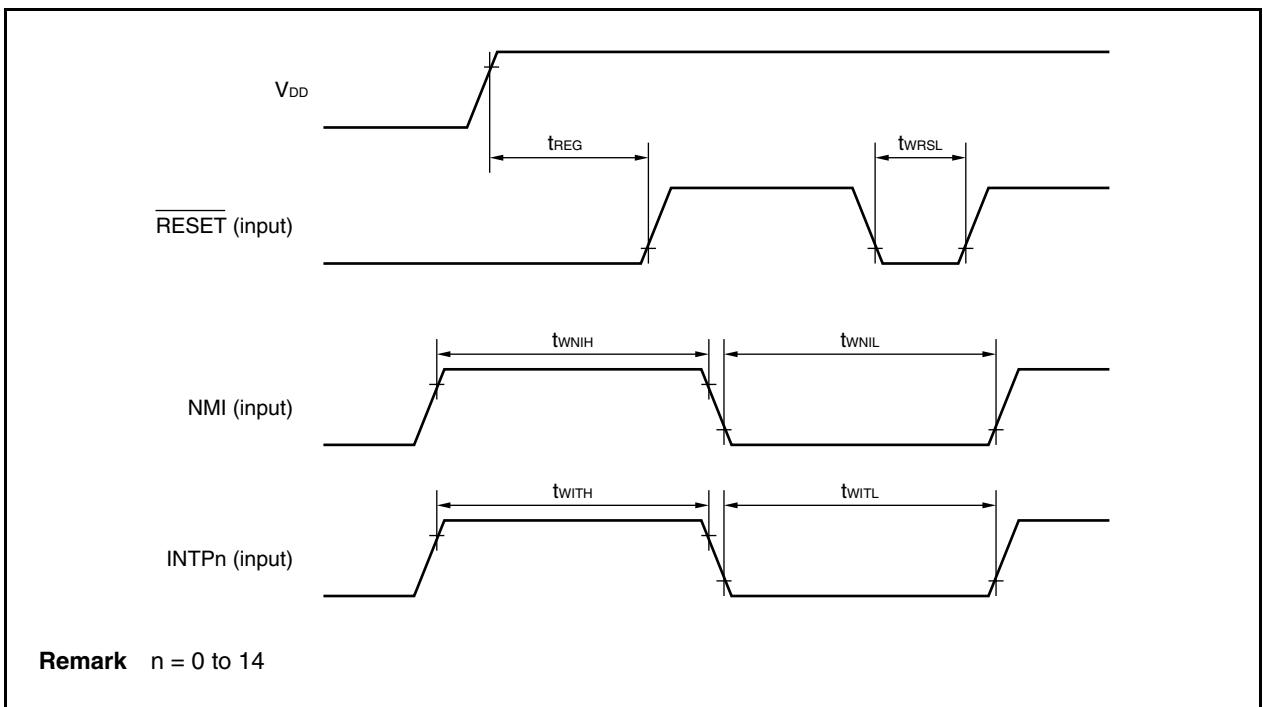 VDD
tREG
tWRSL
RESET (input)
tWNIH
tWNIL
NMI (input)
tWITH
tWITL
INTPn (input)
Remark n = 0 to 14